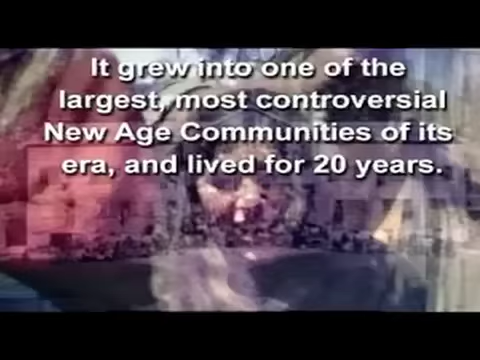 It grew into one of the
largest, most controversial
New Age Communities of its
era, and lived for 20 years.